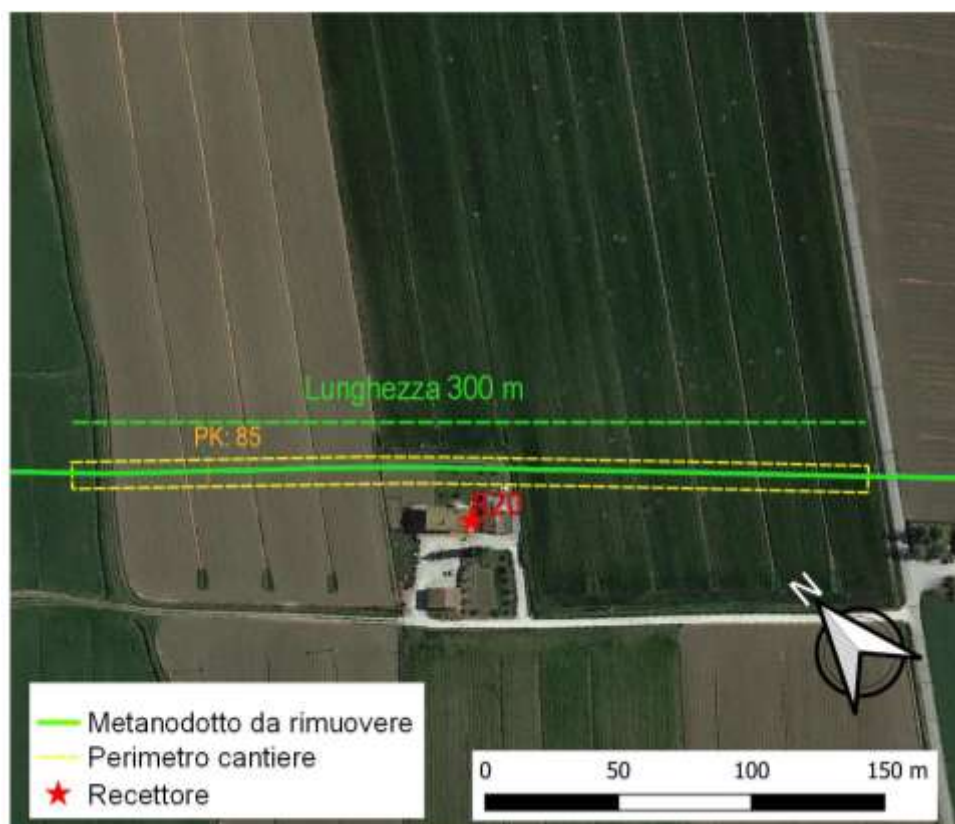 Lunghezza 300 m
PK: 85
R20
N
Metanodotto da rimuovere
Perimetro cantiere
Recettore
0 50 100 150 m